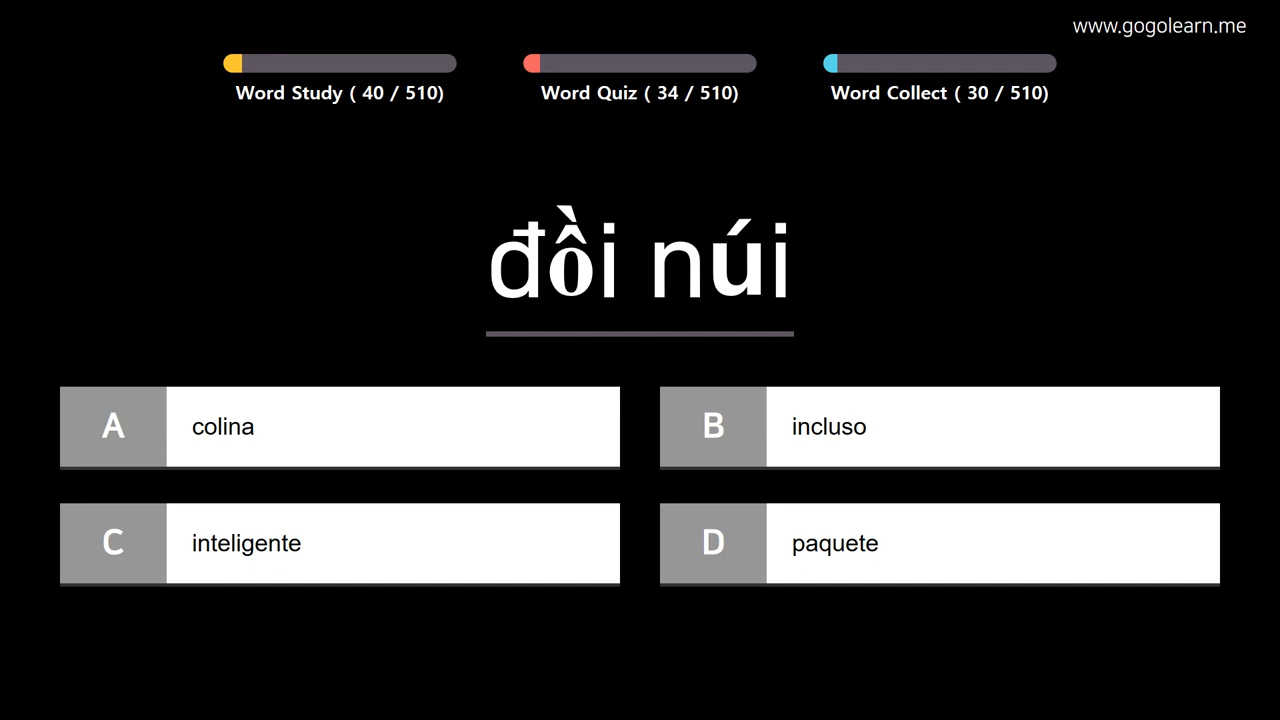 www.gogolearn.me
Word Study ( 40 / 510)
Word Quiz ( 34 / 510)
Word Collect ( 30 / 510)
đồi núi
A colina
B incluso
C inteligente
D paquete